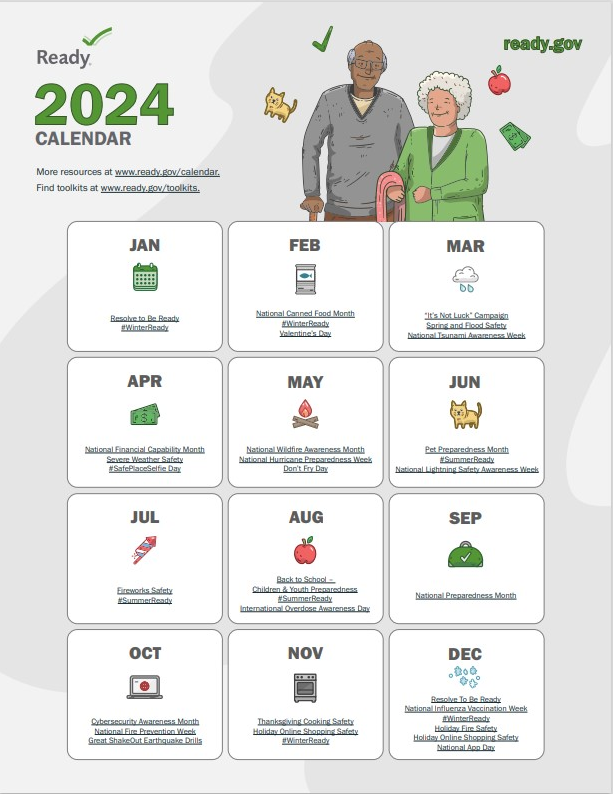 Ready
ready.gov
2024
CALENDAR
More resources at www.ready.gov/calendar.
Find toolkits at www.ready.gov/toolkits.
JAN
Resolve to Be Ready
#WinterReady
FEB
National Canned Food Month
#WinterReady
Valentine's Day
MAR
"It's Not Luck" Campaign
Spring and Flood Safety
National Tsunami Awareness Week
APR
National Financial Capability Month
Severe Weather Safety
#SafePlaceSelfie Day
MAY
National Wildfire Awareness Month
National Hurricane Preparedness Week
Don't Fry Day
JUN
Pet Preparedness Month
#SummerReady
National Lightning Safety Awareness Week
JUL
Fireworks Safety
#SummerReady
AUG
Back to School –
Children & Youth Preparedness
#SummerReady
International Overdose Awareness Day
SEP
National Preparedness Month
OCT
Cybersecurity Awareness Month
National Fire Prevention Week
Great ShakeOut Earthquake Drills
NOV
Thanksgiving Cooking Safety
Holiday Online Shopping Safety
#WinterReady
DEC
Resolve To Be Ready
National Influenza Vaccination Week
#WinterReady
Holiday Fire Safety
Holiday Online Shopping Safety
National App Day